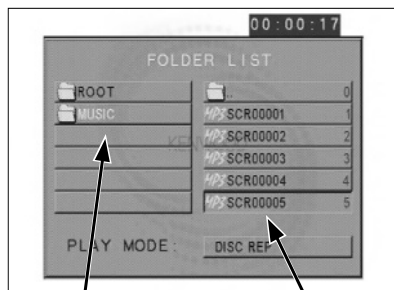 00:00:17
FOLDER LIST
ROOT
MUSIC
.. 0
MP3 SCR00001 1
MP3 SCR00002 2
MP3 SCR00003 3
MP3 SCR00004 4
MP3 SCR00005 5
PLAY MODE: DISC REP